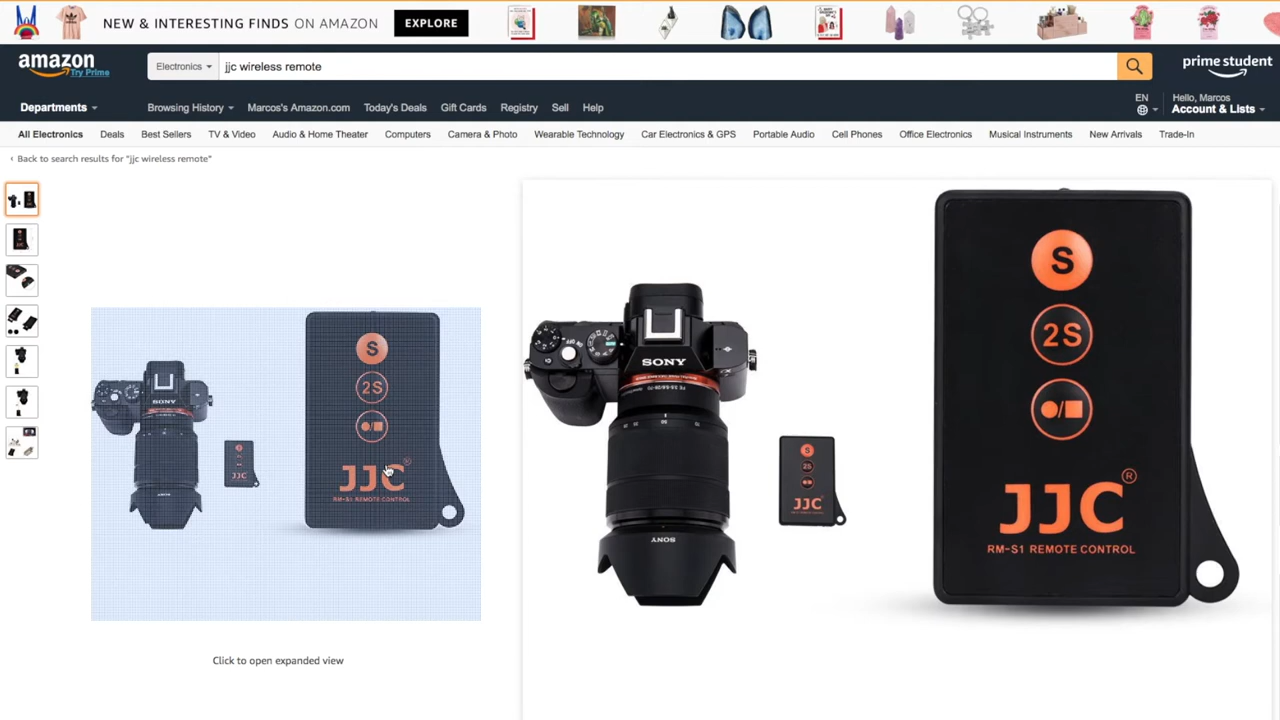 NEW & INTERESTING FINDS ON AMAZON EXPLORE
amazon
Try Prime
Electronics jjc wireless remote
prime student
Departments Browsing History Marcos's Amazon.com Today's Deals Gift Cards Registry Sell Help EN Hello, Marcos
Account & Lists
All Electronics Deals Best Sellers TV & Video Audio & Home Theater Computers Camera & Photo Wearable Technology Car Electronics & GPS Portable Audio Cell Phones Office Electronics Musical Instruments New Arrivals Trade-In
‹ Back to search results for "jjc wireless remote"
S
2S
JJC®
RM-S1 REMOTE CONTROL
SONY
JJC
Click to open expanded view
SONY
SONY
S
2S
JJC
S
2S
JJC®
RM-S1 REMOTE CONTROL